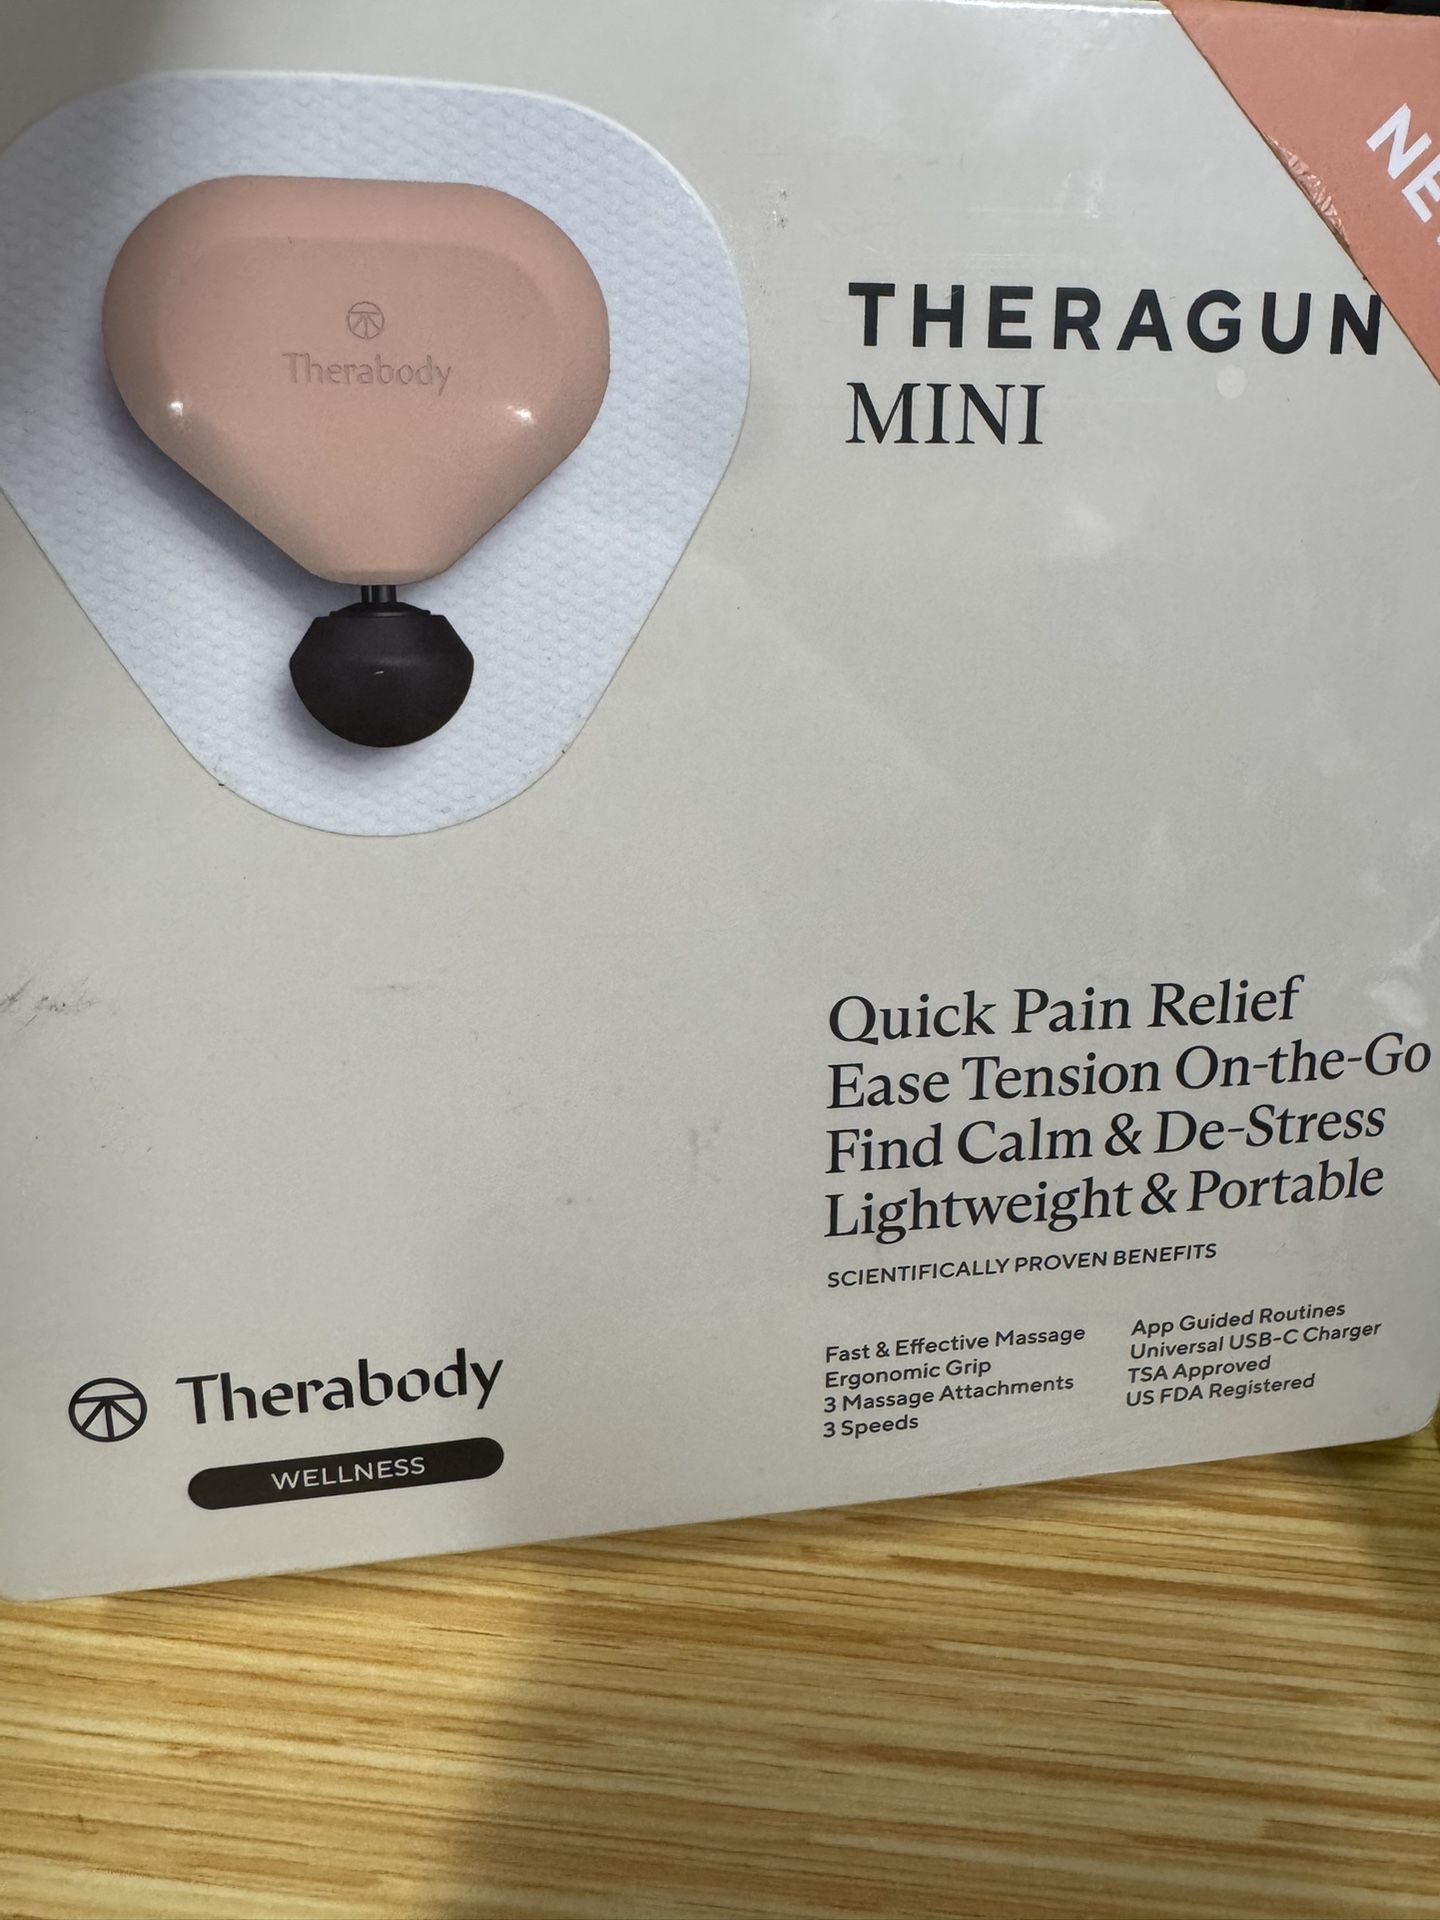 Therabody
THERAGUN
MINI
Quick Pain Relief
Ease Tension On-the-Go
Find Calm & De-Stress
Lightweight & Portable
SCIENTIFICALLY PROVEN BENEFITS
Fast & Effective Massage
Ergonomic Grip
3 Massage Attachments
3 Speeds
App Guided Routines
Universal USB-C Charger
TSA Approved
US FDA Registered
Therabody
WELLNESS